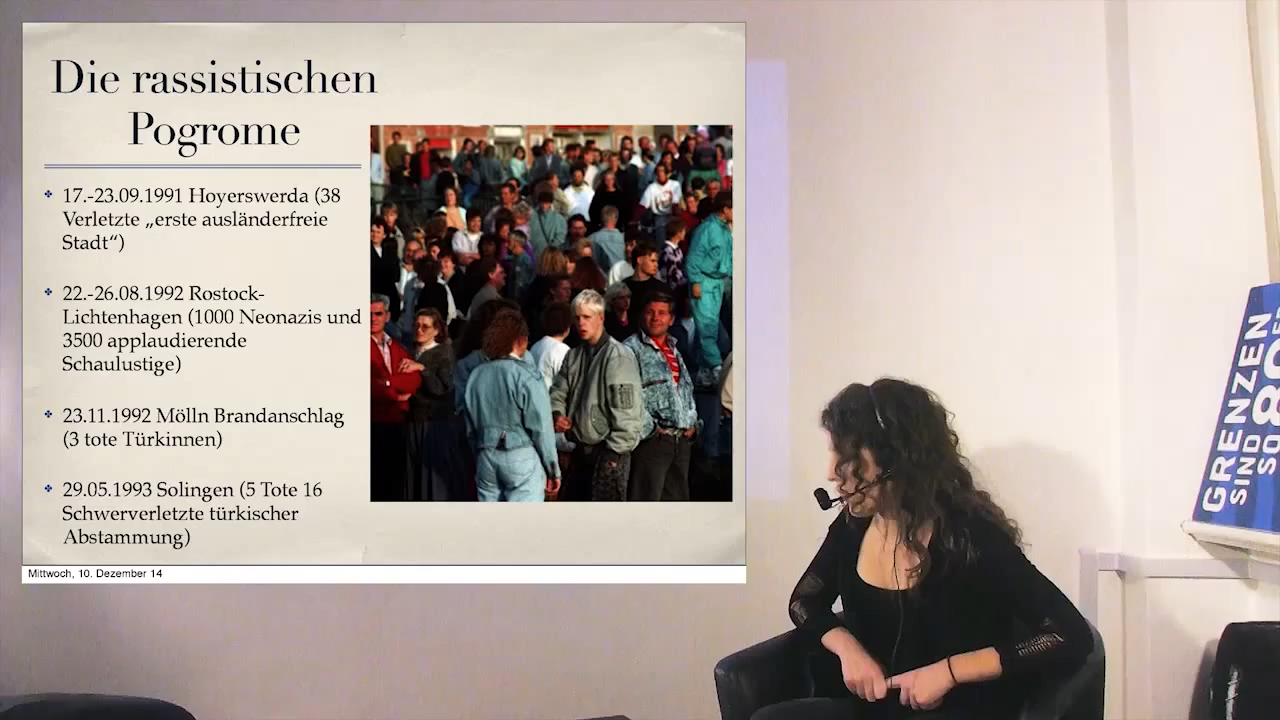 Die rassistischen
Pogrome
17.-23.09.1991 Hoyerswerda (38
Verletzte „erste ausländerfreie
Stadt“)
22.-26.08.1992 Rostock-
Lichtenhagen (1000 Neonazis und
3500 applaudierende
Schaulustige)
23.11.1992 Mölln Brandanschlag
(3 tote Türkinnen)
29.05.1993 Solingen (5 Tote 16
Schwerverletzte türkischer
Abstammung)
Mittwoch, 10. Dezember 14
GRENZEN
SIND SO
80